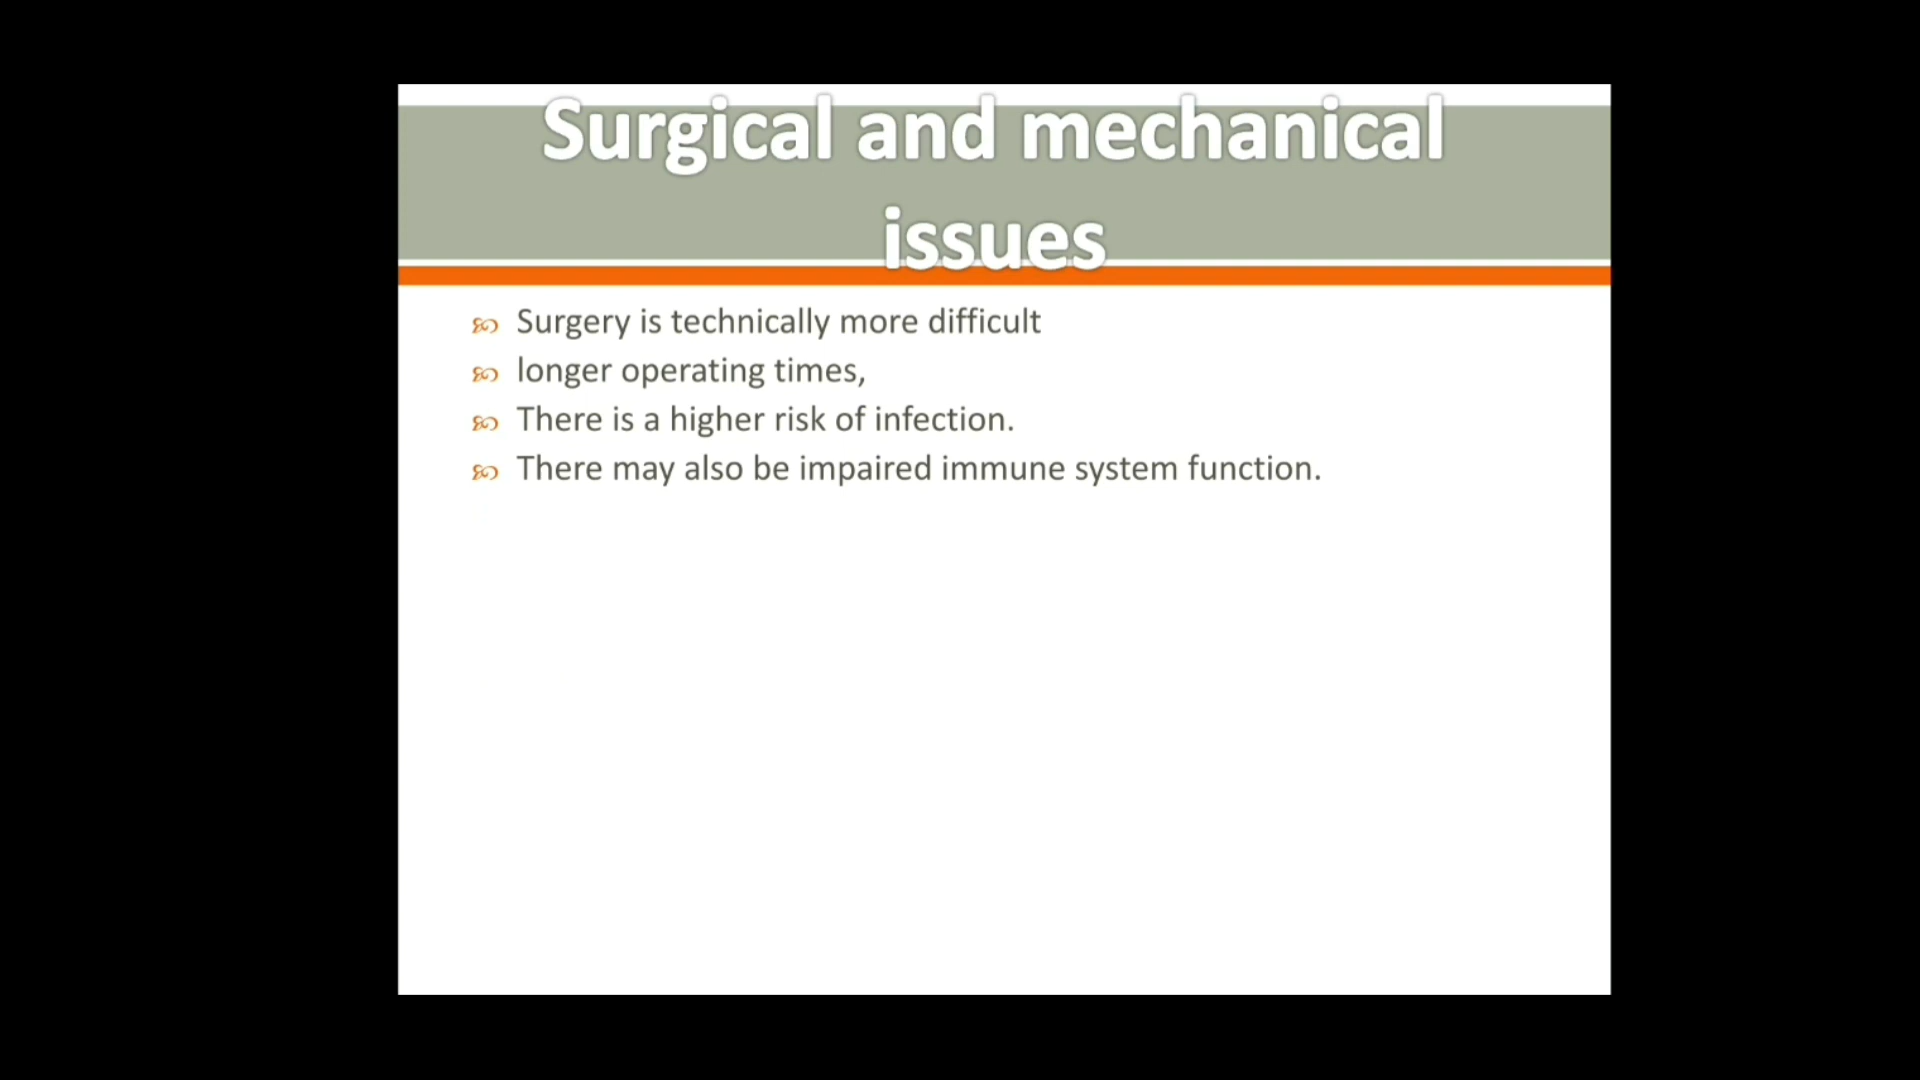 Surgical and mechanical
issues
Surgery is technically more difficult
longer operating times,
There is a higher risk of infection.
There may also be impaired immune system function.